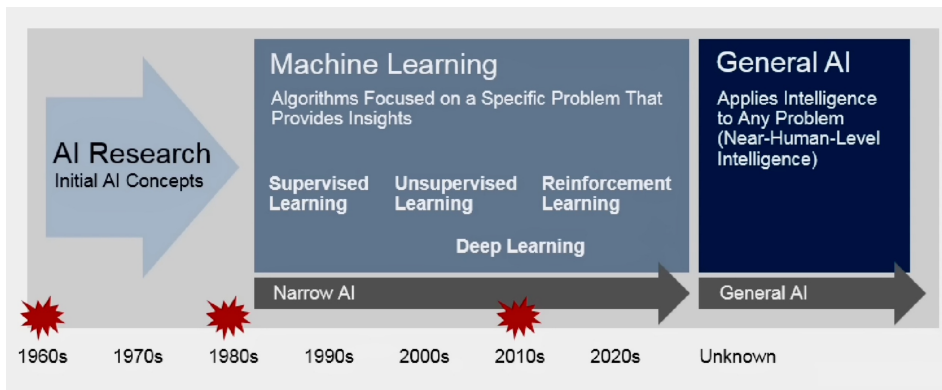 AI Research
Initial AI Concepts
Machine Learning
Algorithms Focused on a Specific Problem That
Provides Insights
Supervised
Learning
Unsupervised
Learning
Reinforcement
Learning
Deep Learning
Narrow AI
General AI
Applies Intelligence
to Any Problem
(Near-Human-Level
Intelligence)
General AI
1960s 1970s 1980s 1990s 2000s 2010s 2020s Unknown